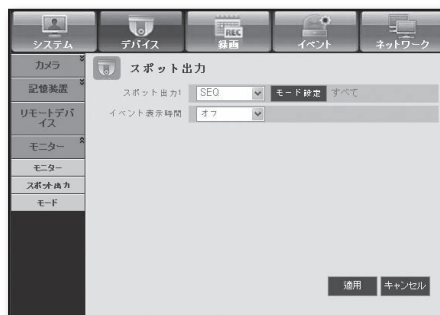 システム デバイス 録画 イベント ネットワーク
REC
カメラ
記憶装置
リモートデバイス
モニター
モニター
スポット出力
モード
スポット出力
スポット出力1 SEQ モード設定 すべて
イベント表示時間 オフ
適用 キャンセル